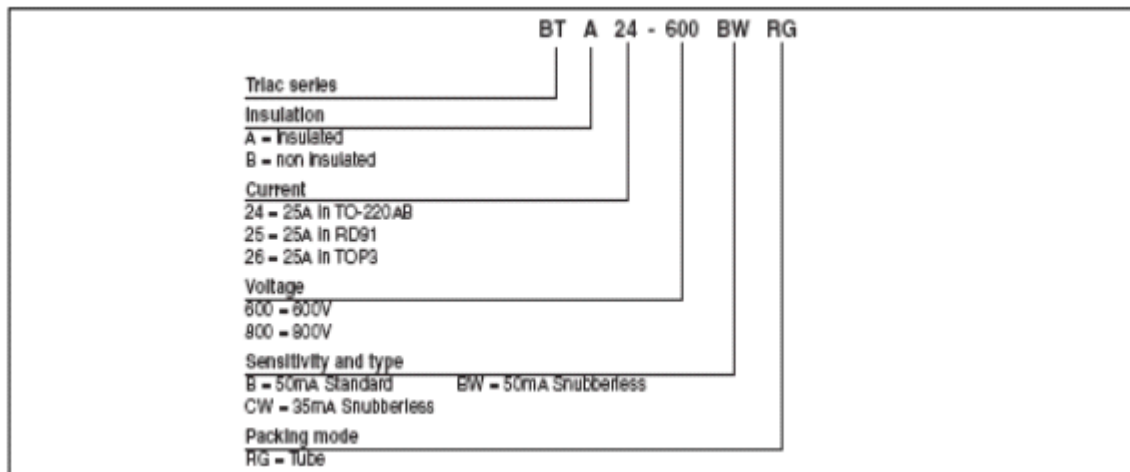 BT A 24 - 600 BW RG
Triac series
Insulation
A = insulated
B = non insulated
Current
24 = 25A in TO-220AB
25 = 25A in RD91
26 = 25A in TOP3
Voltage
600 = 600V
800 = 800V
Sensitivity and type
B = 50mA Standard BW = 50mA Snubberless
CW = 35mA Snubberless
Packing mode
RG = Tube